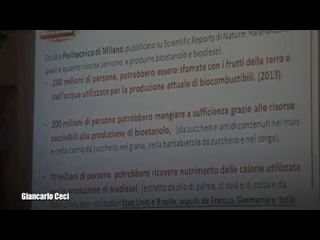 Studio Politecnico di Milano pubblicato su Scientific Reports di Nature. Ha analizzato
quali e quante risorse servono a produrre bioetanolo e biodiesel.
- 280 milioni di persone, potrebbero essere sfamate con i frutti della terra e
dall'acqua utilizzati per la produzione attuale di biocombustibili. [2013].
- 200 milioni di persone potrebbero mangiare a sufficienza grazie alle risorse
ascrivibili alla produzione di bioetanolo, (da zuccheri e amidi contenuti nei mais
e nella canna da zucchero, nel grano, nella barbabietola da zucchero e nel sorgo).
- 70 milioni di persone potrebbero ricevere nutrimento dalle calorie utilizzate
per la produzione di biodiesel (estratto da olio di palma, di soia e di colza e da
Stati Uniti e Brasile, seguiti da Francia, Germania e Italia.
Giancarlo Ceci